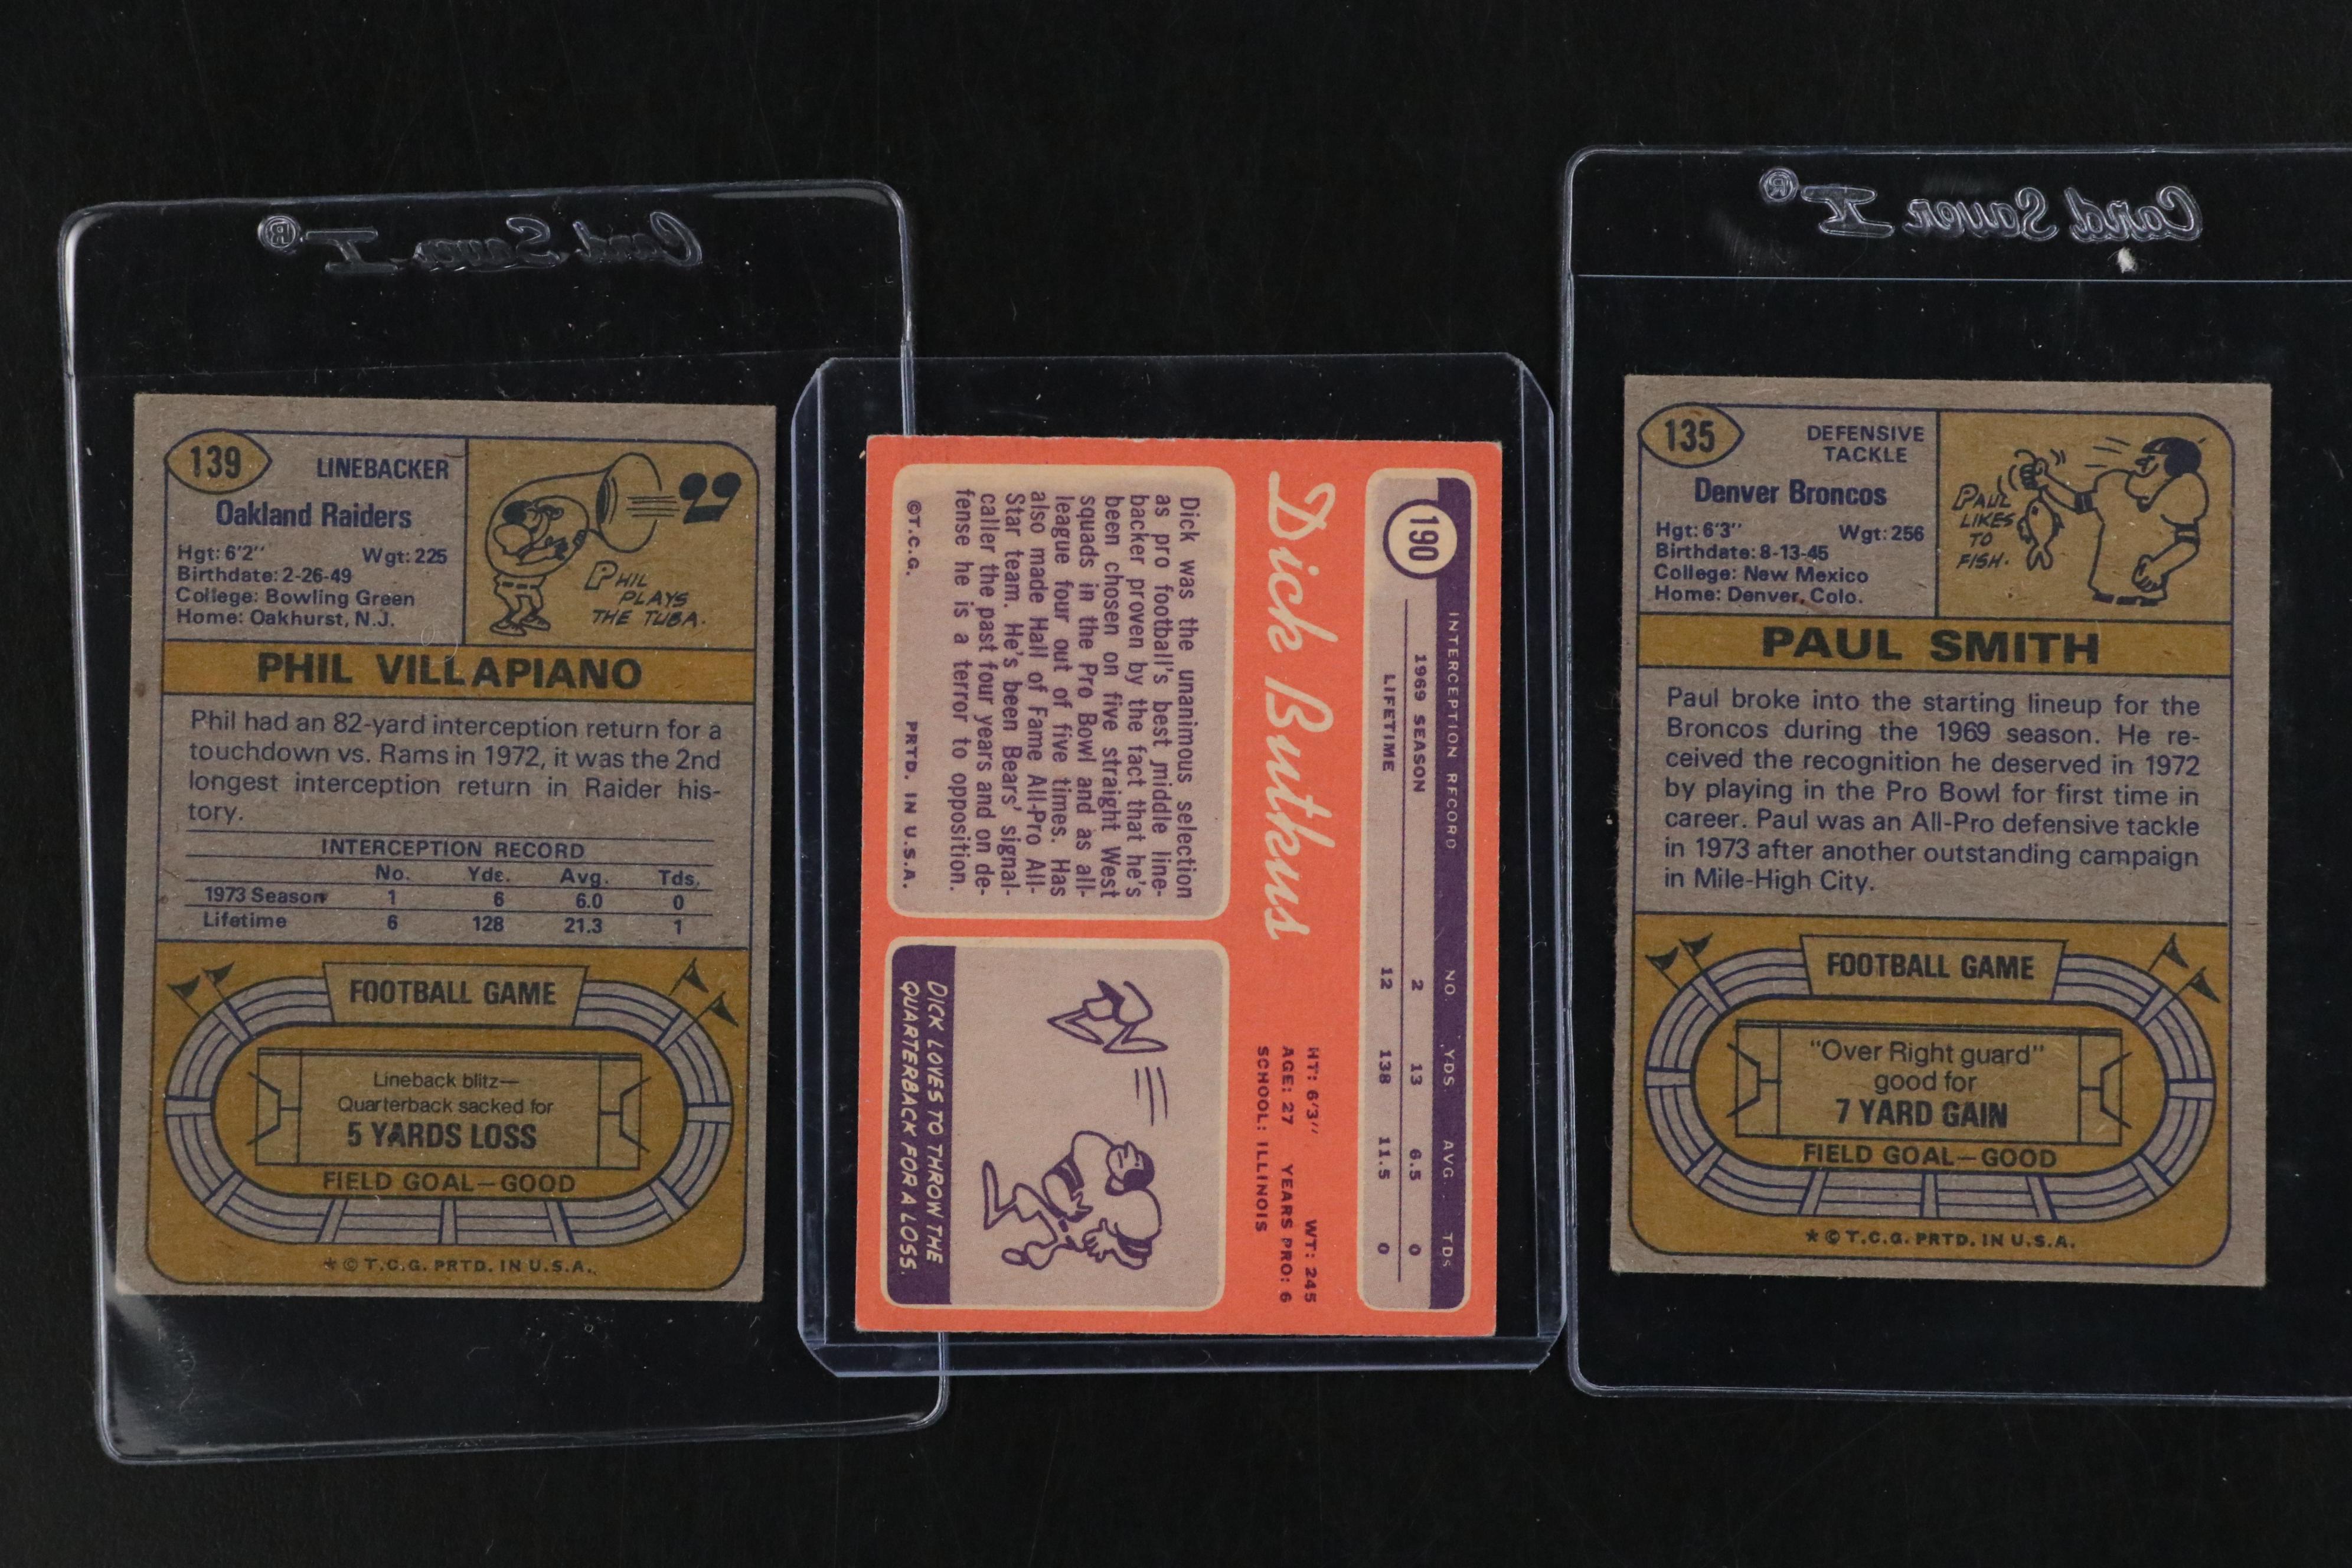 Card Saver I ®
139
LINEBACKER
Oakland Raiders
Hgt: 6'2" Wgt: 225
Birthdate: 2-26-49
College: Bowling Green
Home: Oakhurst, N.J.
PHIL
PLAYS
THE TUBA.
PHIL VILLAPIANO
Phil had an 82-yard interception return for a
touchdown vs. Rams in 1972, it was the 2nd
longest interception return in Raider his-
tory.
INTERCEPTION RECORD
No. Yds. Avg. Tds.
1973 Season 1 6 6.0 0
Lifetime 6 128 21.3 1
FOOTBALL GAME
Lineback blitz—
Quarterback sacked for
5 YARDS LOSS
FIELD GOAL—GOOD
*©T.C.G. PRTD. IN U.S.A.
190
INTERCEPTION RECORD NO. YDS. AVG. TDS
1969 SEASON 2 13 6.5 0
LIFETIME 12 138 11.5 0
Dick Butkus
HT: 6'3" WT: 245
AGE: 27 YEARS PRO: 6
SCHOOL: ILLINOIS
Dick was the unanimous selection
as pro football's best middle line-
backer proven by the fact that he's
been chosen on five straight West
squads in the Pro Bowl and as all-
league four out of five times. Has
also made Hall of Fame All-Pro All-
Star team. He's been Bears' signal-
caller the past four years and on de-
fense he is a terror to opposition.
©T.C.G. PRTD. IN U.S.A.
DICK LOVES TO THROW THE
QUARTERBACK FOR A LOSS.
Card Saver I ®
135
DEFENSIVE
TACKLE
Denver Broncos
Hgt: 6'3" Wgt: 256
Birthdate: 8-13-45
College: New Mexico
Home: Denver, Colo.
PAUL
LIKES
TO
FISH.
PAUL SMITH
Paul broke into the starting lineup for the
Broncos during the 1969 season. He re-
ceived the recognition he deserved in 1972
by playing in the Pro Bowl for first time in
career. Paul was an All-Pro defensive tackle
in 1973 after another outstanding campaign
in Mile-High City.
FOOTBALL GAME
"Over Right guard"
good for
7 YARD GAIN
FIELD GOAL—GOOD
*©T.C.G. PRTD. IN U.S.A.